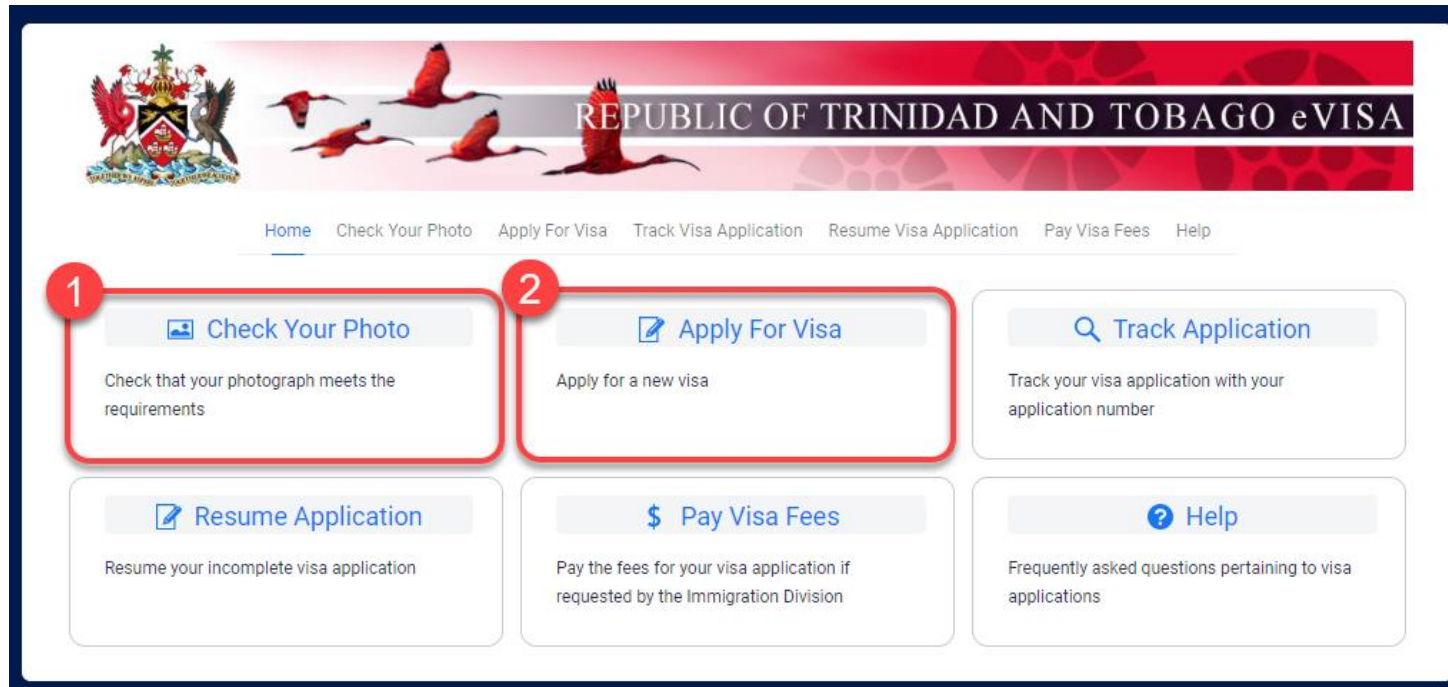 REPUBLIC OF TRINIDAD AND TOBAGO eVISA
Home Check Your Photo Apply For Visa Track Visa Application Resume Visa Application Pay Visa Fees Help
1
Check Your Photo
Check that your photograph meets the
requirements
2
Apply For Visa
Apply for a new visa
Track Application
Track your visa application with your
application number
Resume Application
Resume your incomplete visa application
$ Pay Visa Fees
Pay the fees for your visa application if
requested by the Immigration Division
? Help
Frequently asked questions pertaining to visa
applications